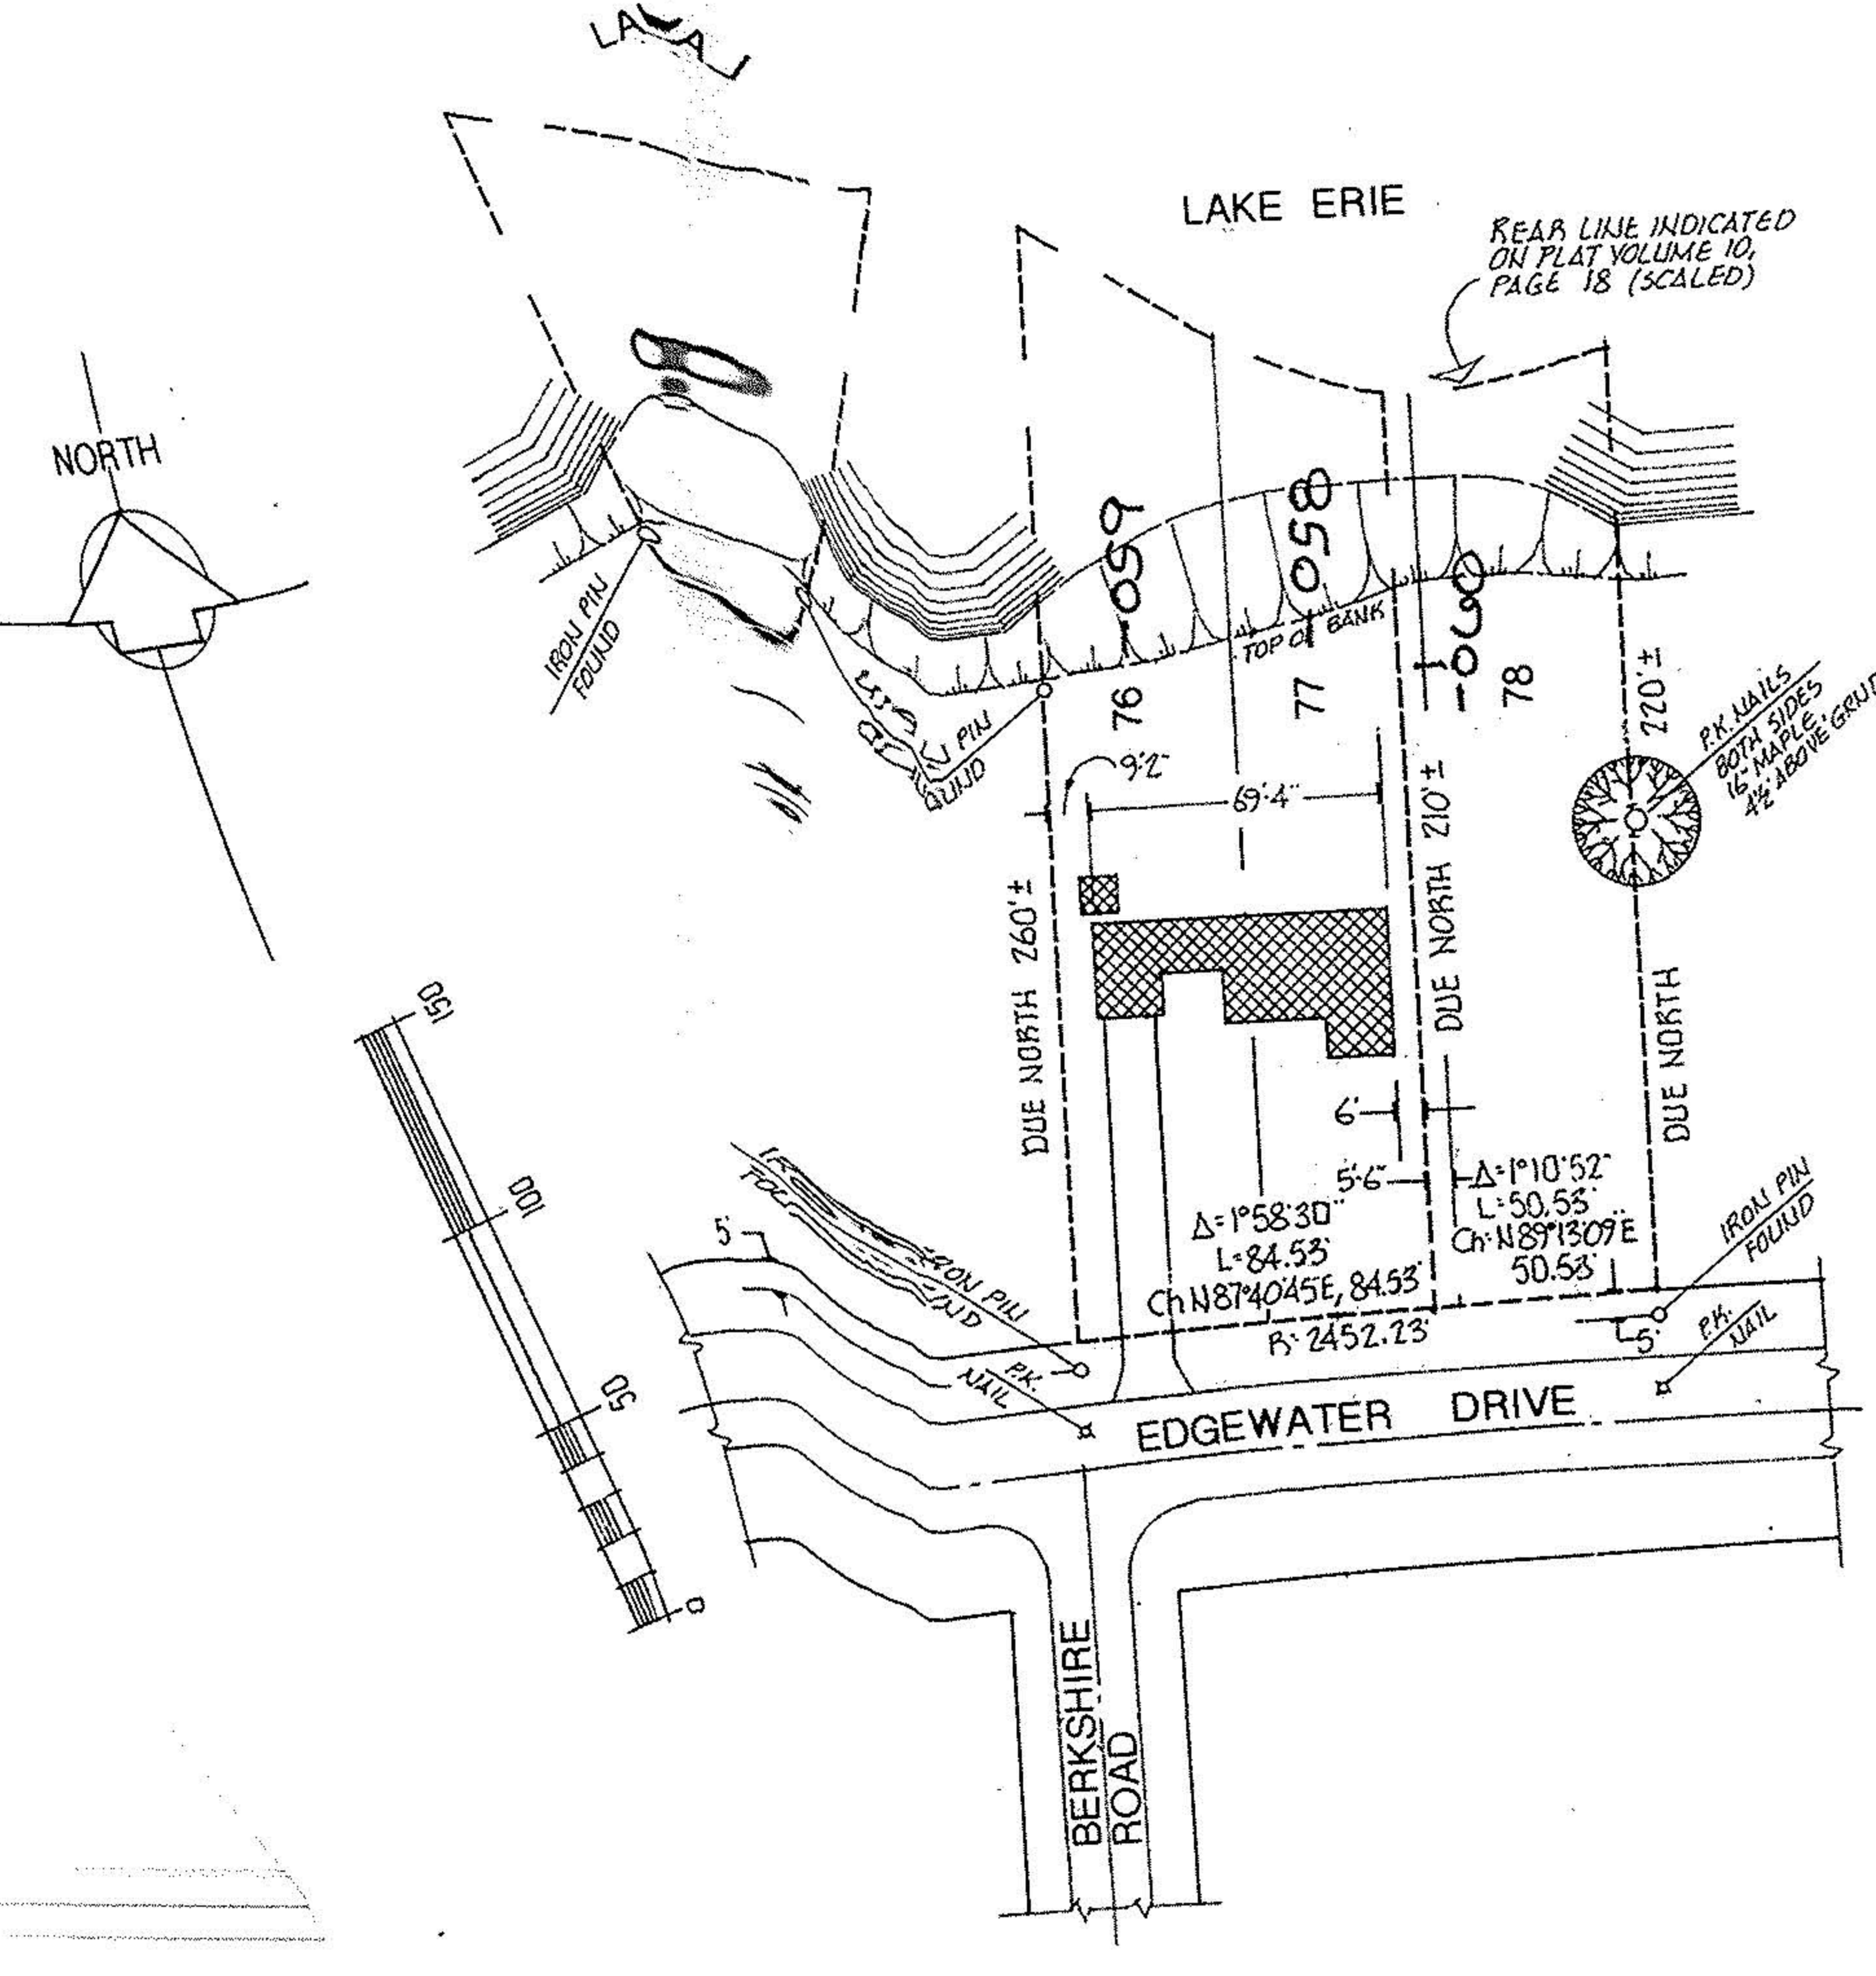 LAKE ERIE
REAR LINE INDICATED
ON PLAT VOLUME 10,
PAGE 18 (SCALED)
NORTH
IRON PIN
FOUND
PIN
76
-059
77
-058
78
-060
TOP OF BANK
220'±
P.K. NAILS
BOTH SIDES
16" MAPLE
4½' ABOVE GRND
9'2"
69'4"
DUE NORTH 260'±
DUE NORTH 210'±
DUE NORTH
6'
5'6"
Δ=1°58'30"
L=84.53'
Ch N87°40'45E, 84.53'
Δ=1°10'52"
L=50.53'
Ch=N89°13'09"E
50.53'
R=2452.23'
IRON PIN
FOUND
5'
P.K.
NAIL
5'
IRON PIN
P.K.
NAIL
EDGEWATER DRIVE
BERKSHIRE
ROAD
150
100
50
0